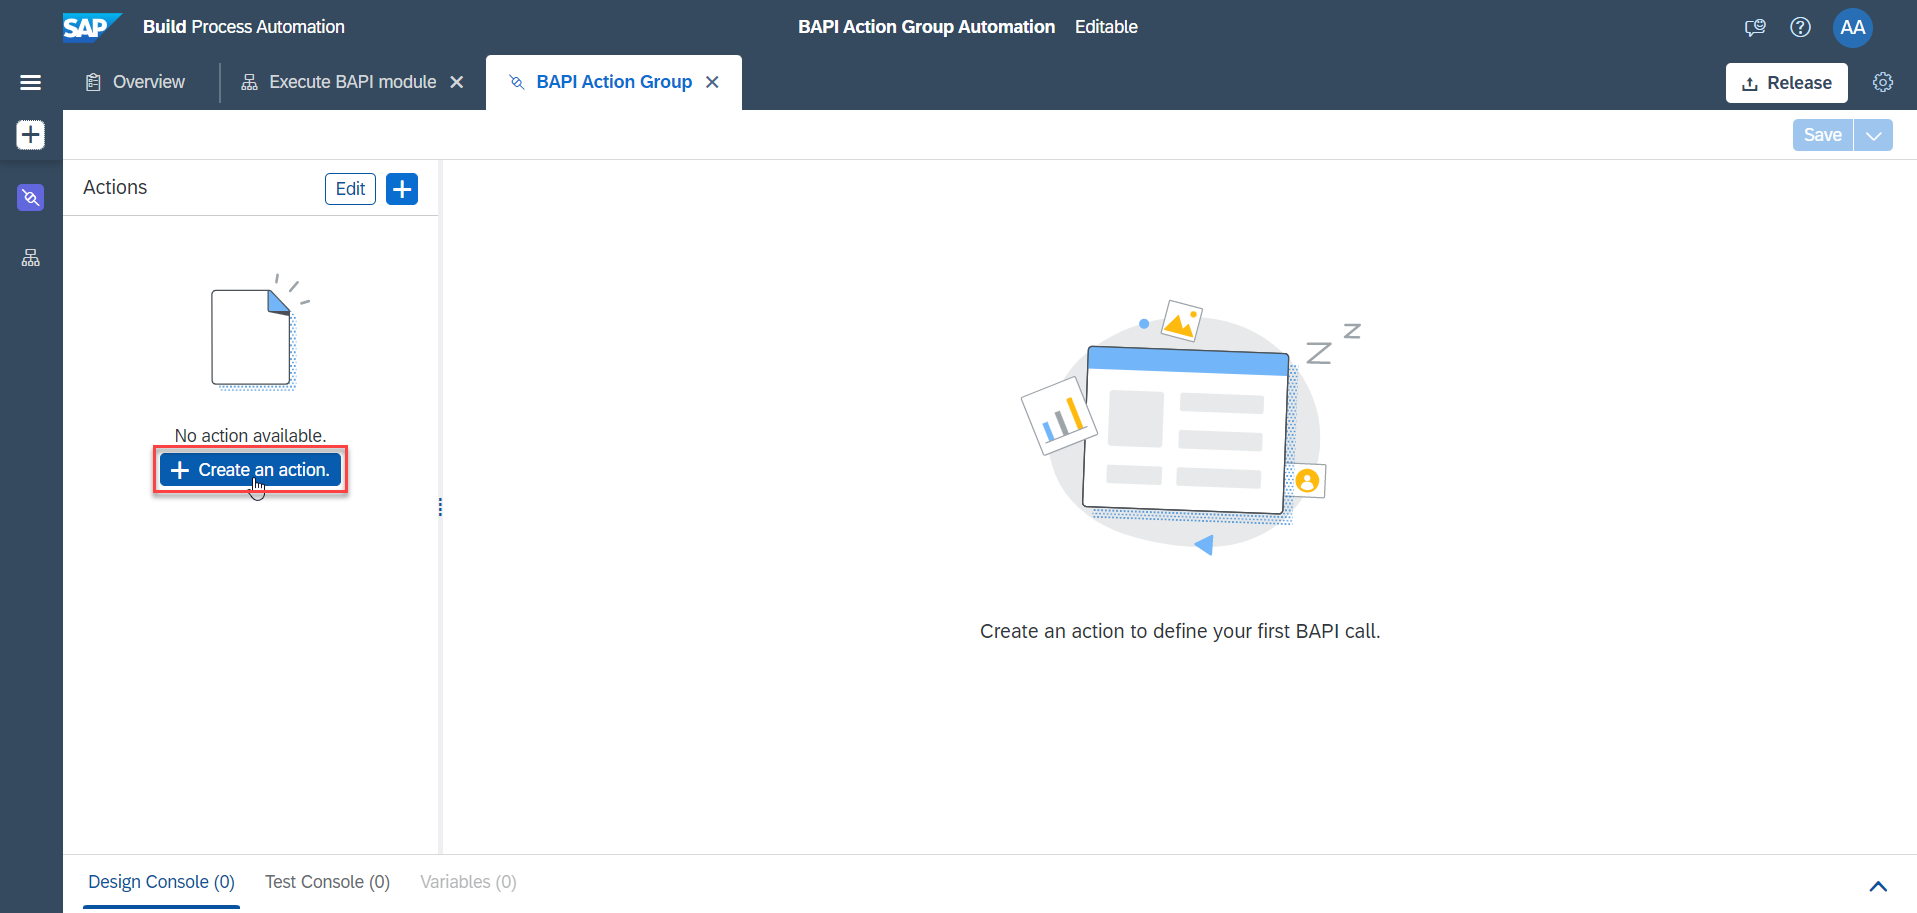 SAP Build Process Automation
BAPI Action Group Automation Editable
AA
Overview
Execute BAPI module
BAPI Action Group
Release
Save
Actions
Edit
No action available.
Create an action.
Z Z
Create an action to define your first BAPI call.
Design Console (0)
Test Console (0)
Variables (0)